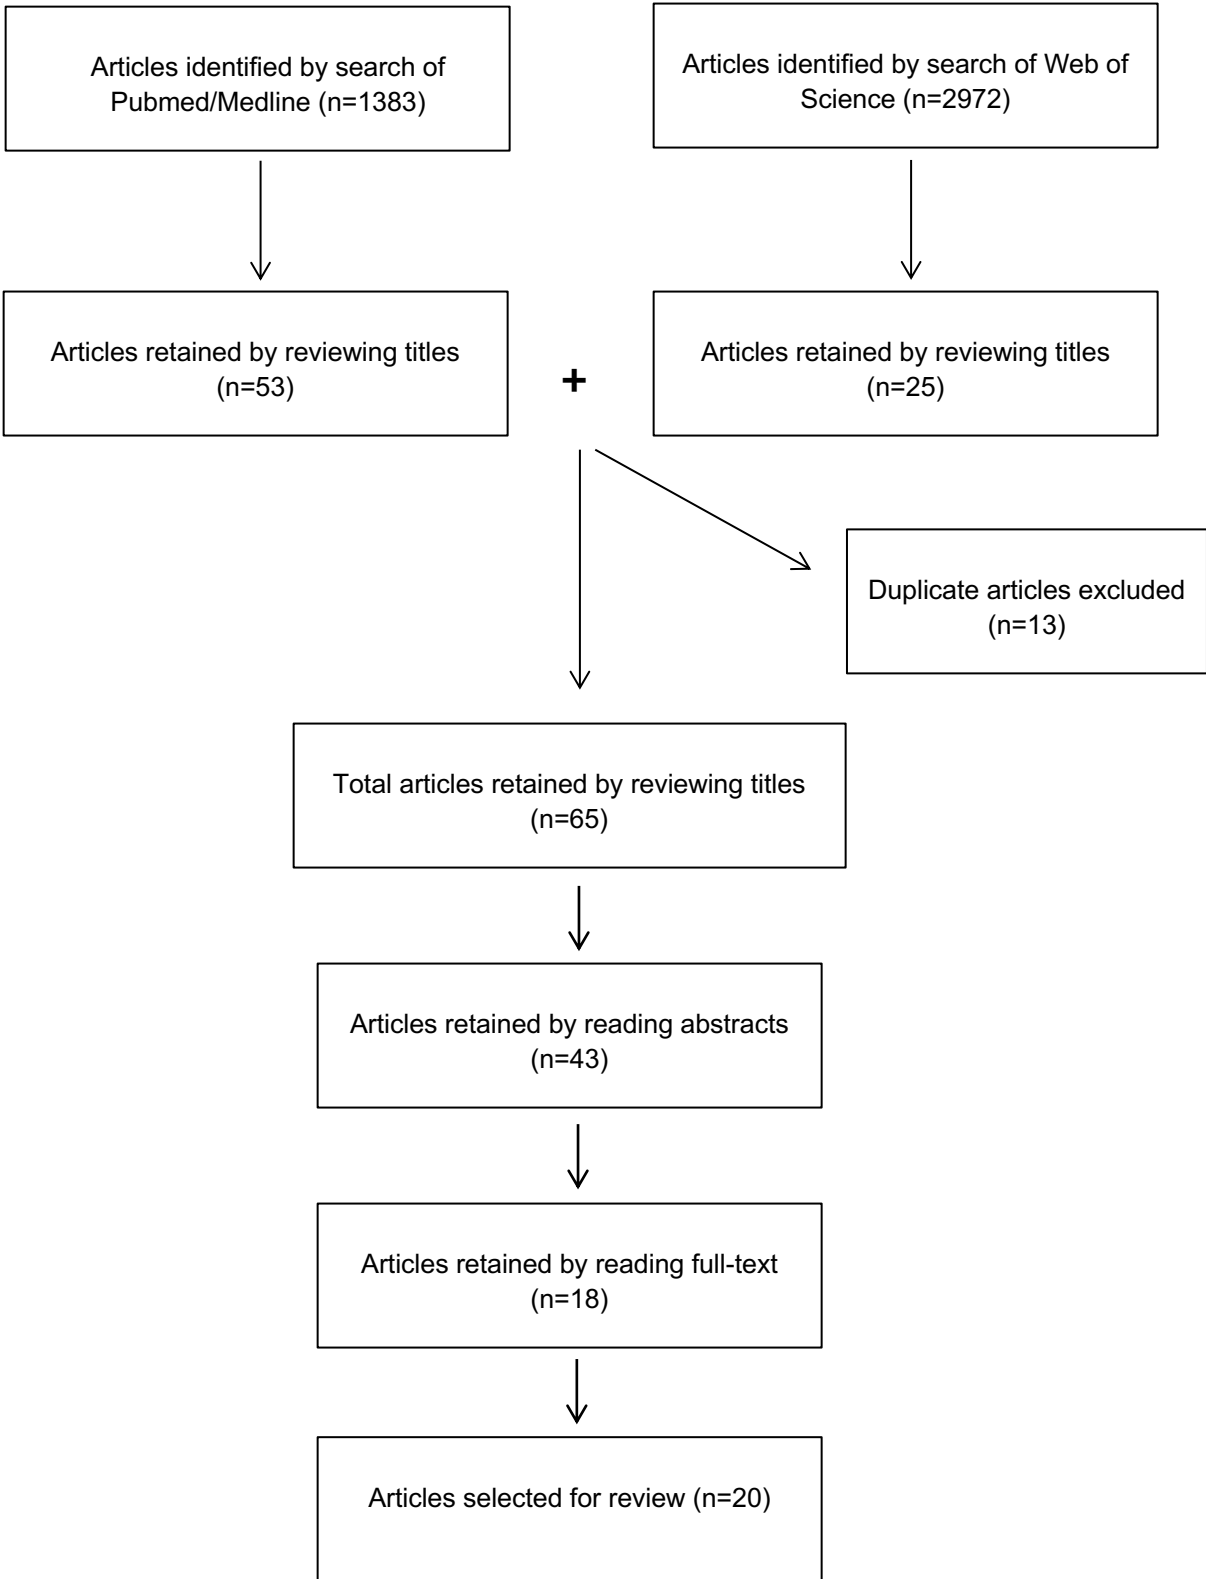 Articles identified by search of
Pubmed/Medline (n=1383)
Articles identified by search of Web of
Science (n=2972)
Articles retained by reviewing titles
(n=53)
+
Articles retained by reviewing titles
(n=25)
Duplicate articles excluded
(n=13)
Total articles retained by reviewing titles
(n=65)
Articles retained by reading abstracts
(n=43)
Articles retained by reading full-text
(n=18)
Articles selected for review (n=20)